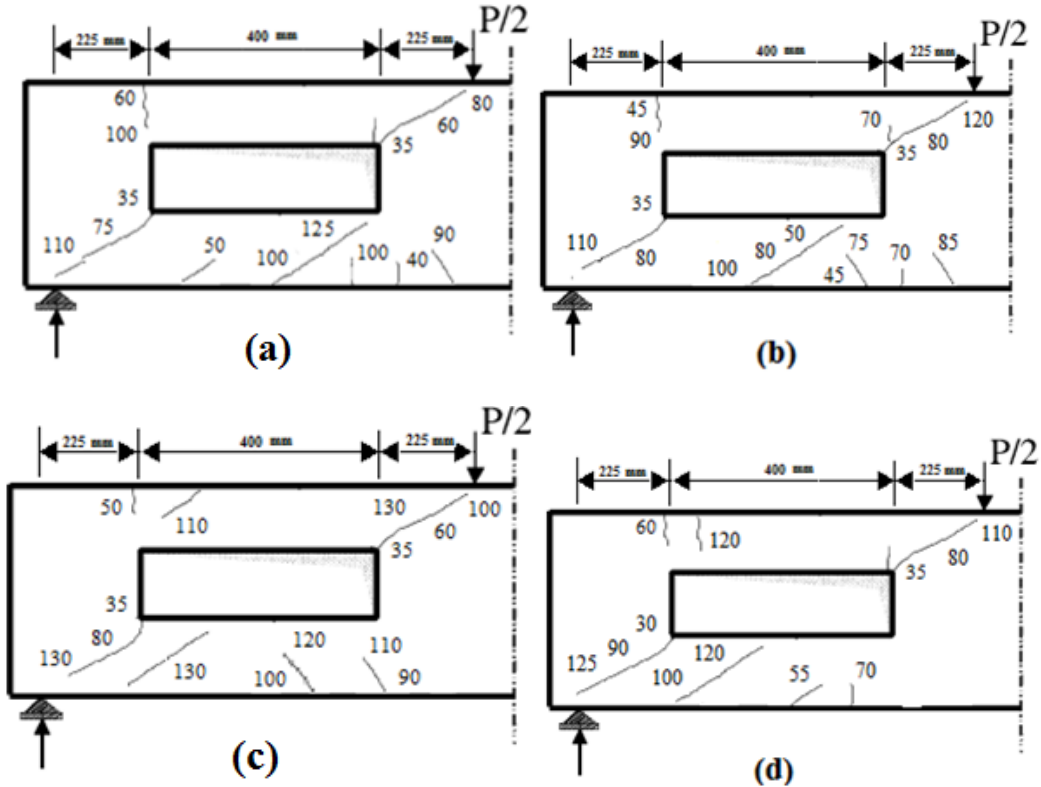 225 mm 400 mm 225 mm P/2
60 80
100 60
35
35
75
110 50 125 90
100 100 40
(a)
225 mm 400 mm 225 mm P/2
45 70 120
90 35 80
35
110 80 50 75 85
80 100 45 70
(b)
225 mm 400 mm 225 mm P/2
50 130 100
110 60
35
35
80 120 110
130 130 100 90
(c)
225 mm 400 mm 225 mm P/2
60 120 110
80
35
30
90 120
125 100 55 70
(d)